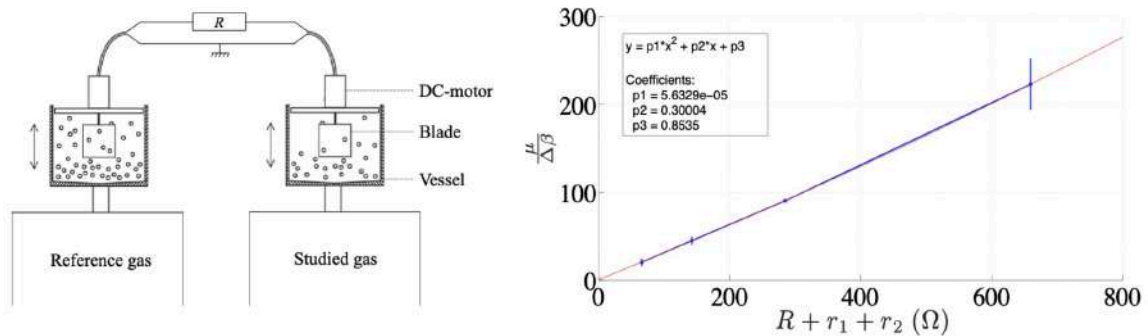 R
DC-motor
Blade
Vessel
Reference gas
Studied gas
300
200
100
0
μ/Δβ
y = p1*x² + p2*x + p3
Coefficients:
p1 = 5.6329e-05
p2 = 0.30004
p3 = 0.8535
0 200 400 600 800
R + r₁ + r₂ (Ω)